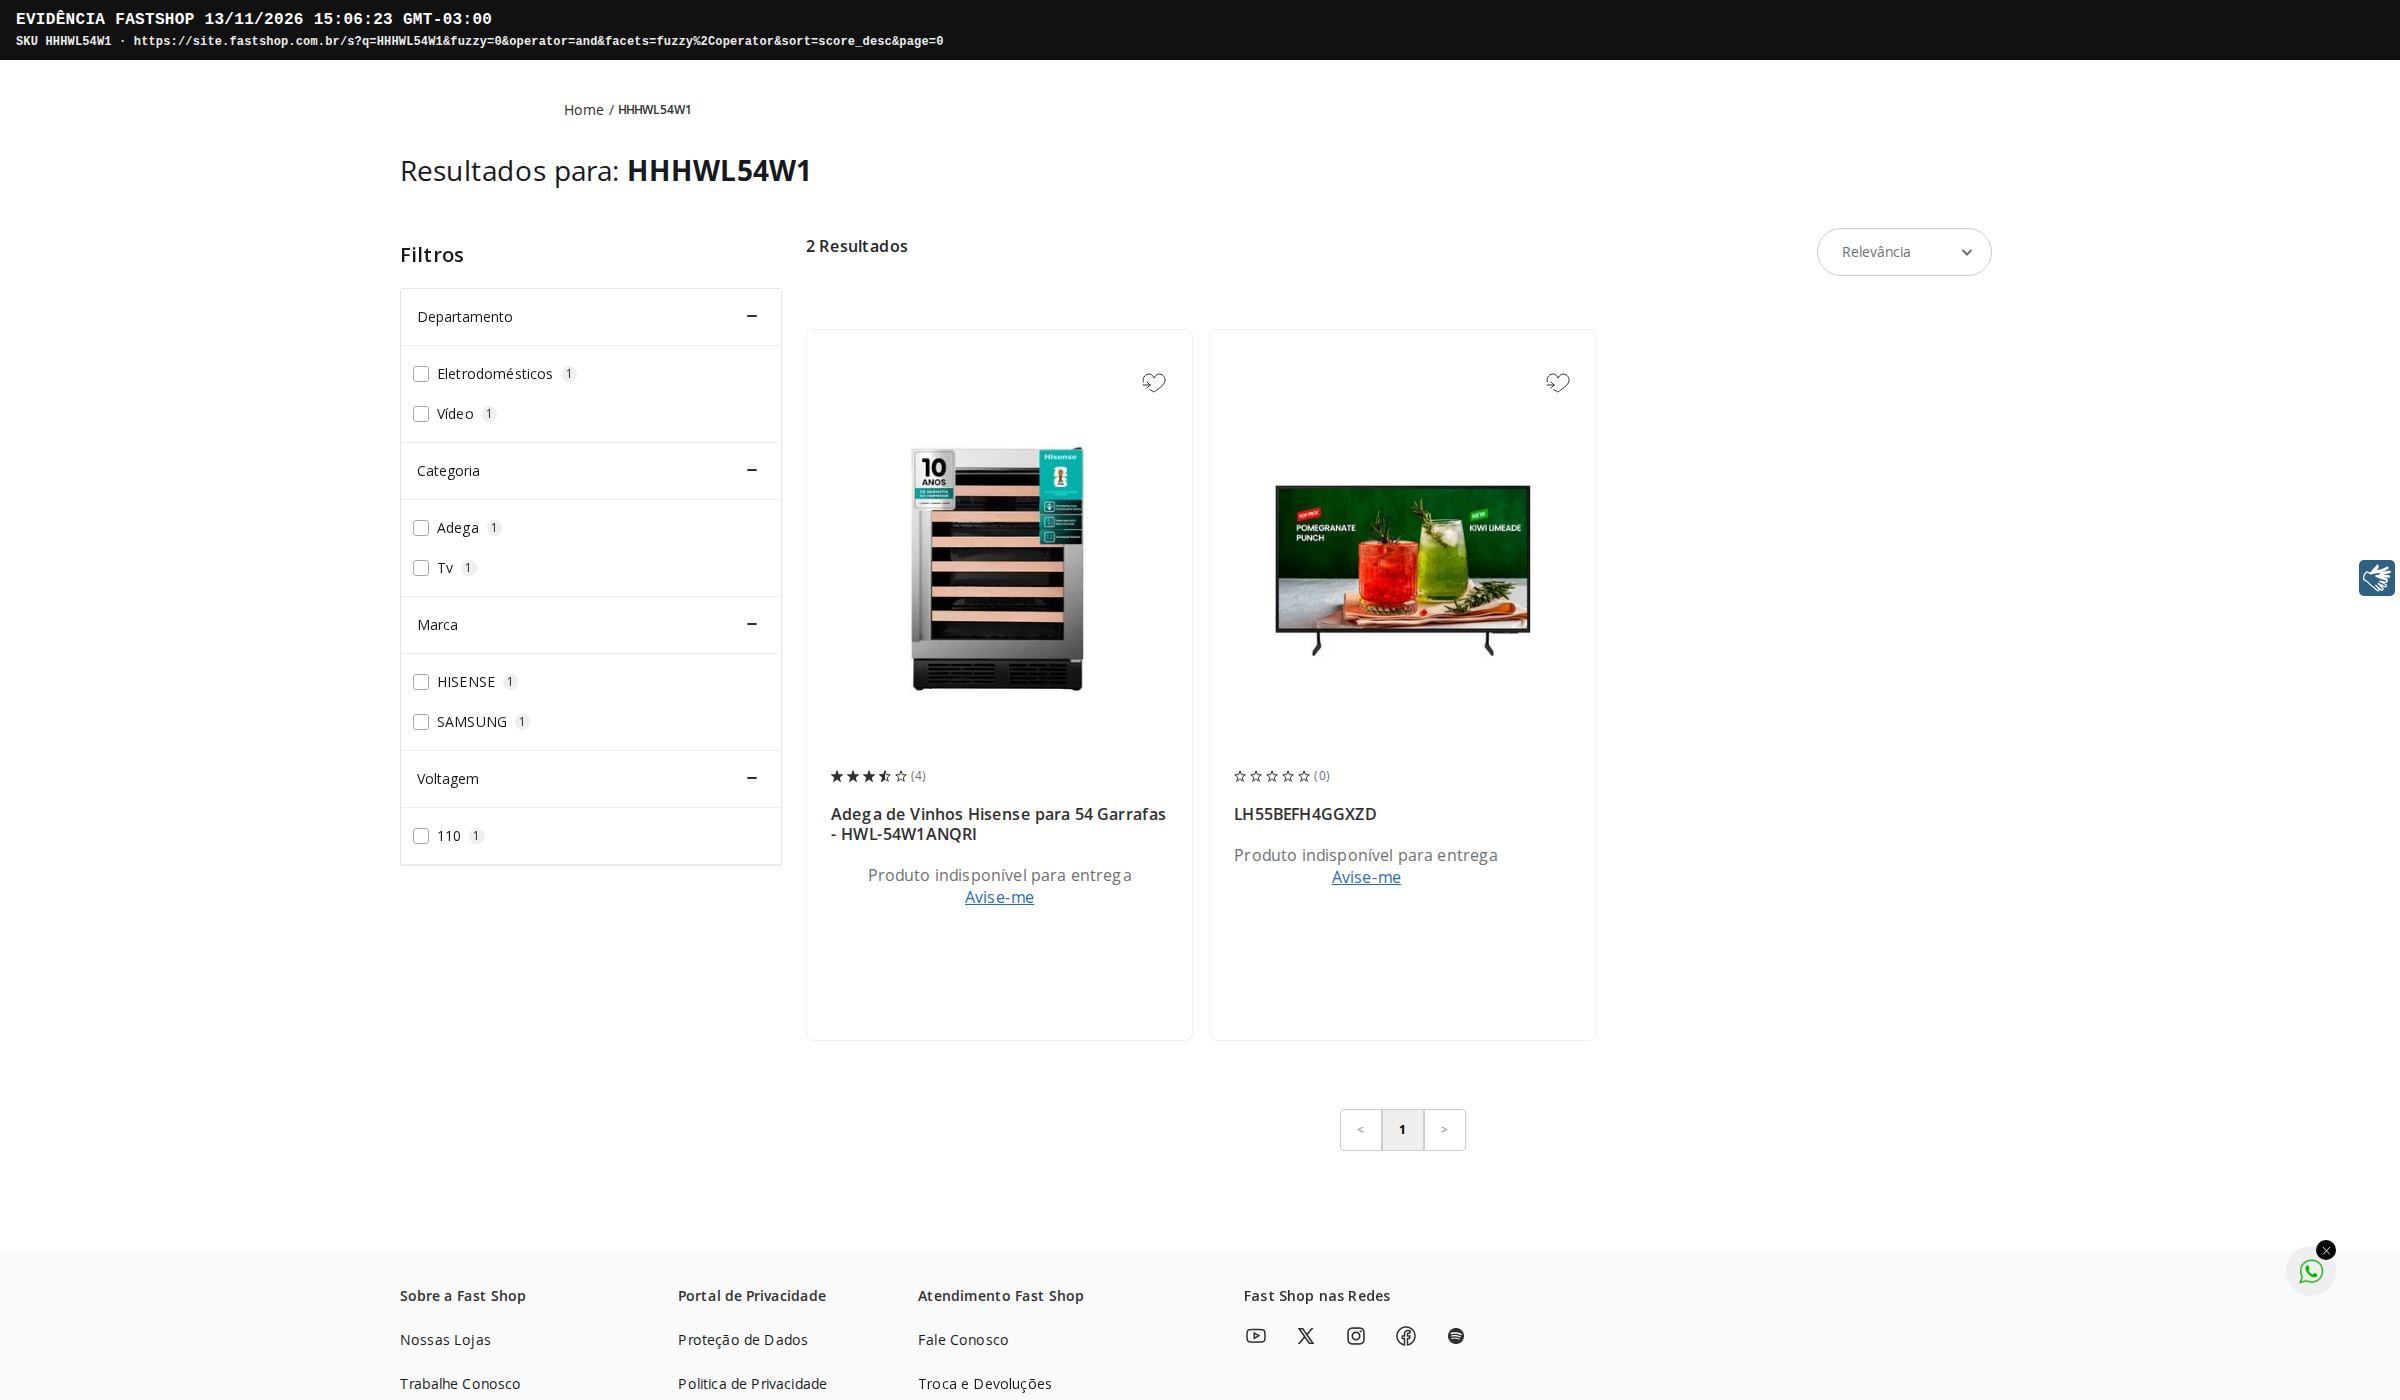 EVIDÊNCIA FASTSHOP 13/11/2026 15:06:23 GMT-03:00
SKU HHHWL54W1 · https://site.fastshop.com.br/s?q=HHHWL54W1&fuzzy=0&operator=and&facets=fuzzy%2Coperator&sort=score_desc&page=0
Home / HHHWL54W1
Resultados para: HHHWL54W1
Filtros
2 Resultados
Relevância
Departamento
Eletrodomésticos 1
Vídeo 1
Categoria
Adega 1
Tv 1
Marca
HISENSE 1
SAMSUNG 1
Voltagem
110 1
10
ANOS
Hisense
(4)
Adega de Vinhos Hisense para 54 Garrafas
- HWL-54W1ANQRI
Produto indisponível para entrega
Avise-me
TOP PICK
POMEGRANATE
PUNCH
NEW
KIWI LIMEADE
(0)
LH55BEFH4GGXZD
Produto indisponível para entrega
Avise-me
< 1 >
Sobre a Fast Shop
Nossas Lojas
Trabalhe Conosco
Portal de Privacidade
Proteção de Dados
Politica de Privacidade
Atendimento Fast Shop
Fale Conosco
Troca e Devoluções
Fast Shop nas Redes